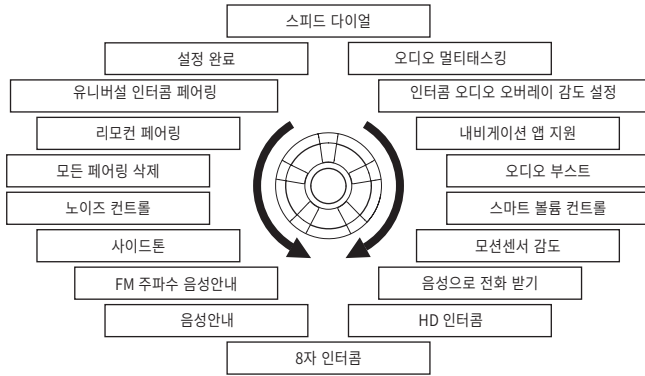 스피드 다이얼
설정 완료
오디오 멀티태스킹
유니버설 인터콤 페어링
인터콤 오디오 오버레이 감도 설정
리모컨 페어링
내비게이션 앱 지원
모든 페어링 삭제
오디오 부스트
노이즈 컨트롤
스마트 볼륨 컨트롤
사이드톤
모션센서 감도
FM 주파수 음성안내
음성으로 전화 받기
음성안내
HD 인터콤
8자 인터콤